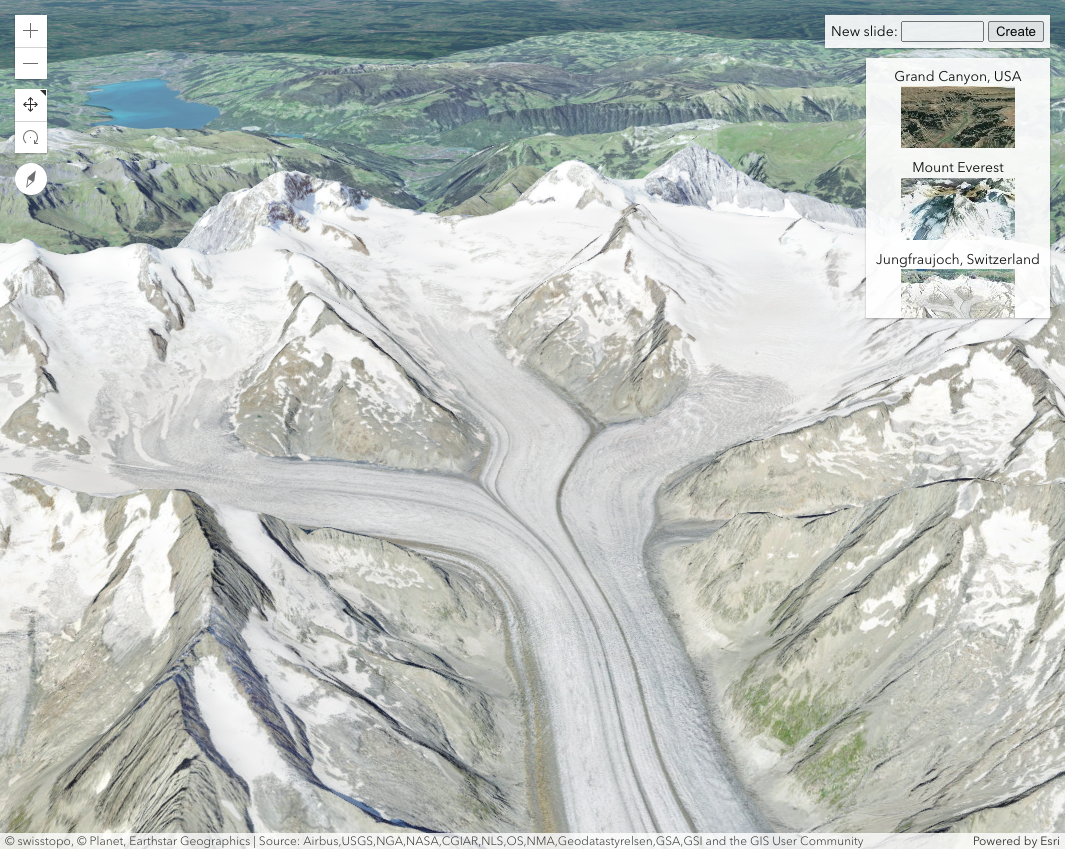 New slide: Create
Grand Canyon, USA
Mount Everest
Jungfraujoch, Switzerland
© swisstopo, © Planet, Earthstar Geographics | Source: Airbus,USGS,NGA,NASA,CGIAR,NLS,OS,NMA,Geodatastyrelsen,GSA,GSI and the GIS User Community Powered by Esri